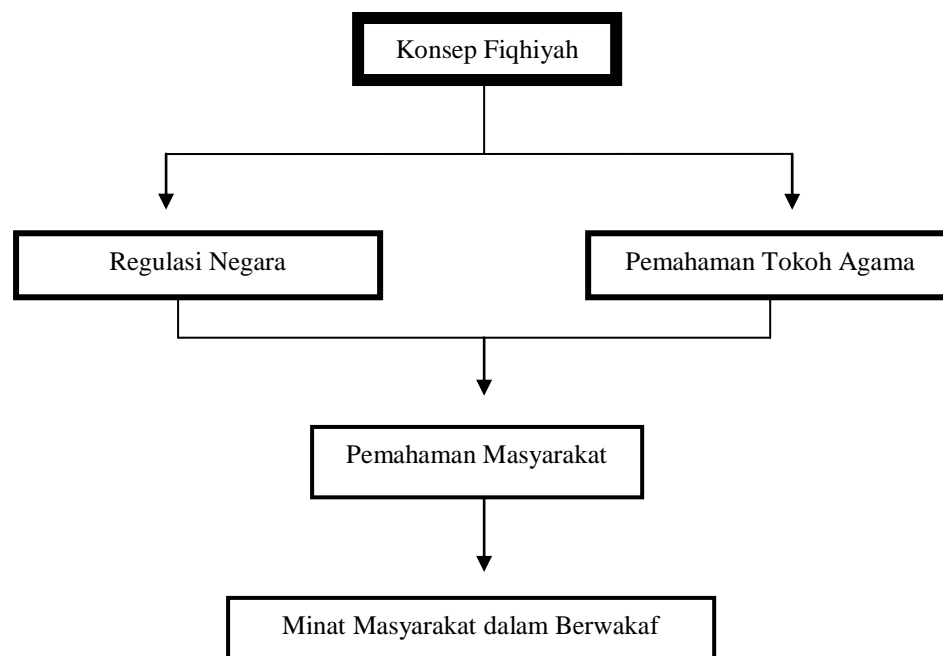 Konsep Fiqhiyah
Regulasi Negara
Pemahaman Tokoh Agama
Pemahaman Masyarakat
Minat Masyarakat dalam Berwakaf